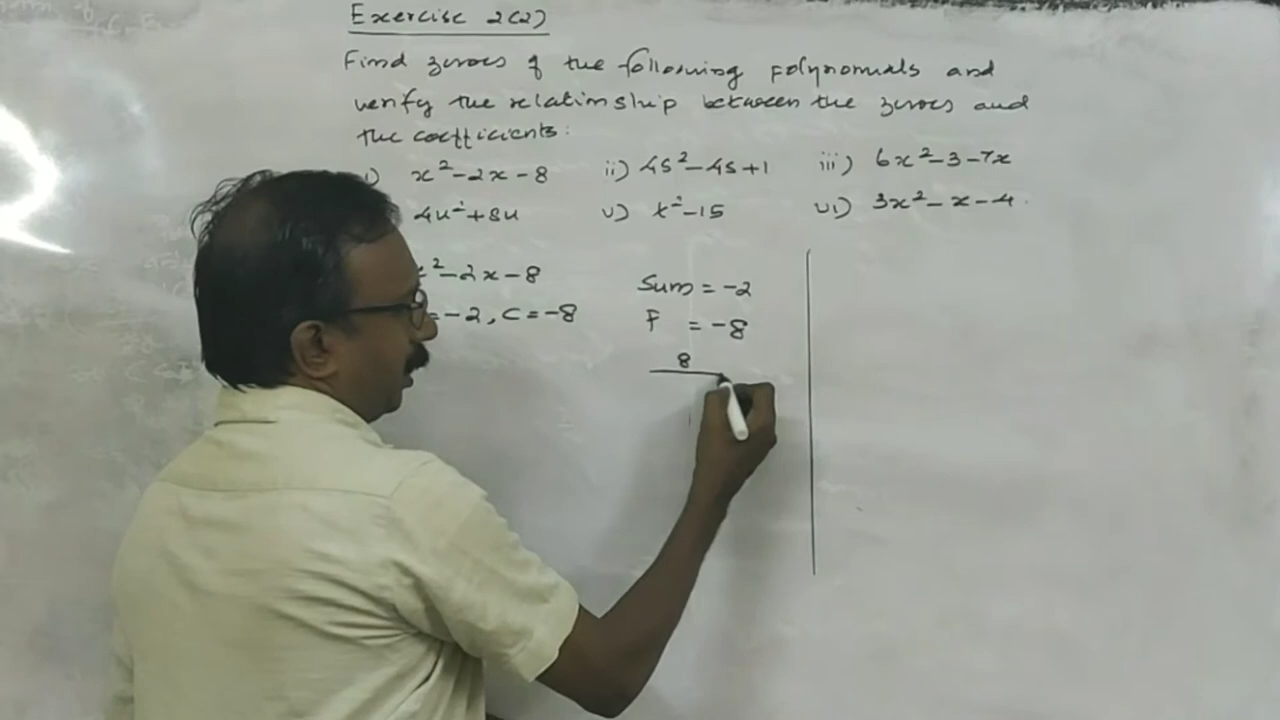 Exercise 2(2)
Find zeroes of the following polynomials and
verify the relationship between the zeroes and
the coefficients:
i) x²-2x-8 ii) 4s²-4s+1 iii) 6x²-3-7x
4u²+8u v) t²-15 vi) 3x²-x-4
x²-2x-8
=-2, C=-8
Sum = -2
P = -8
8